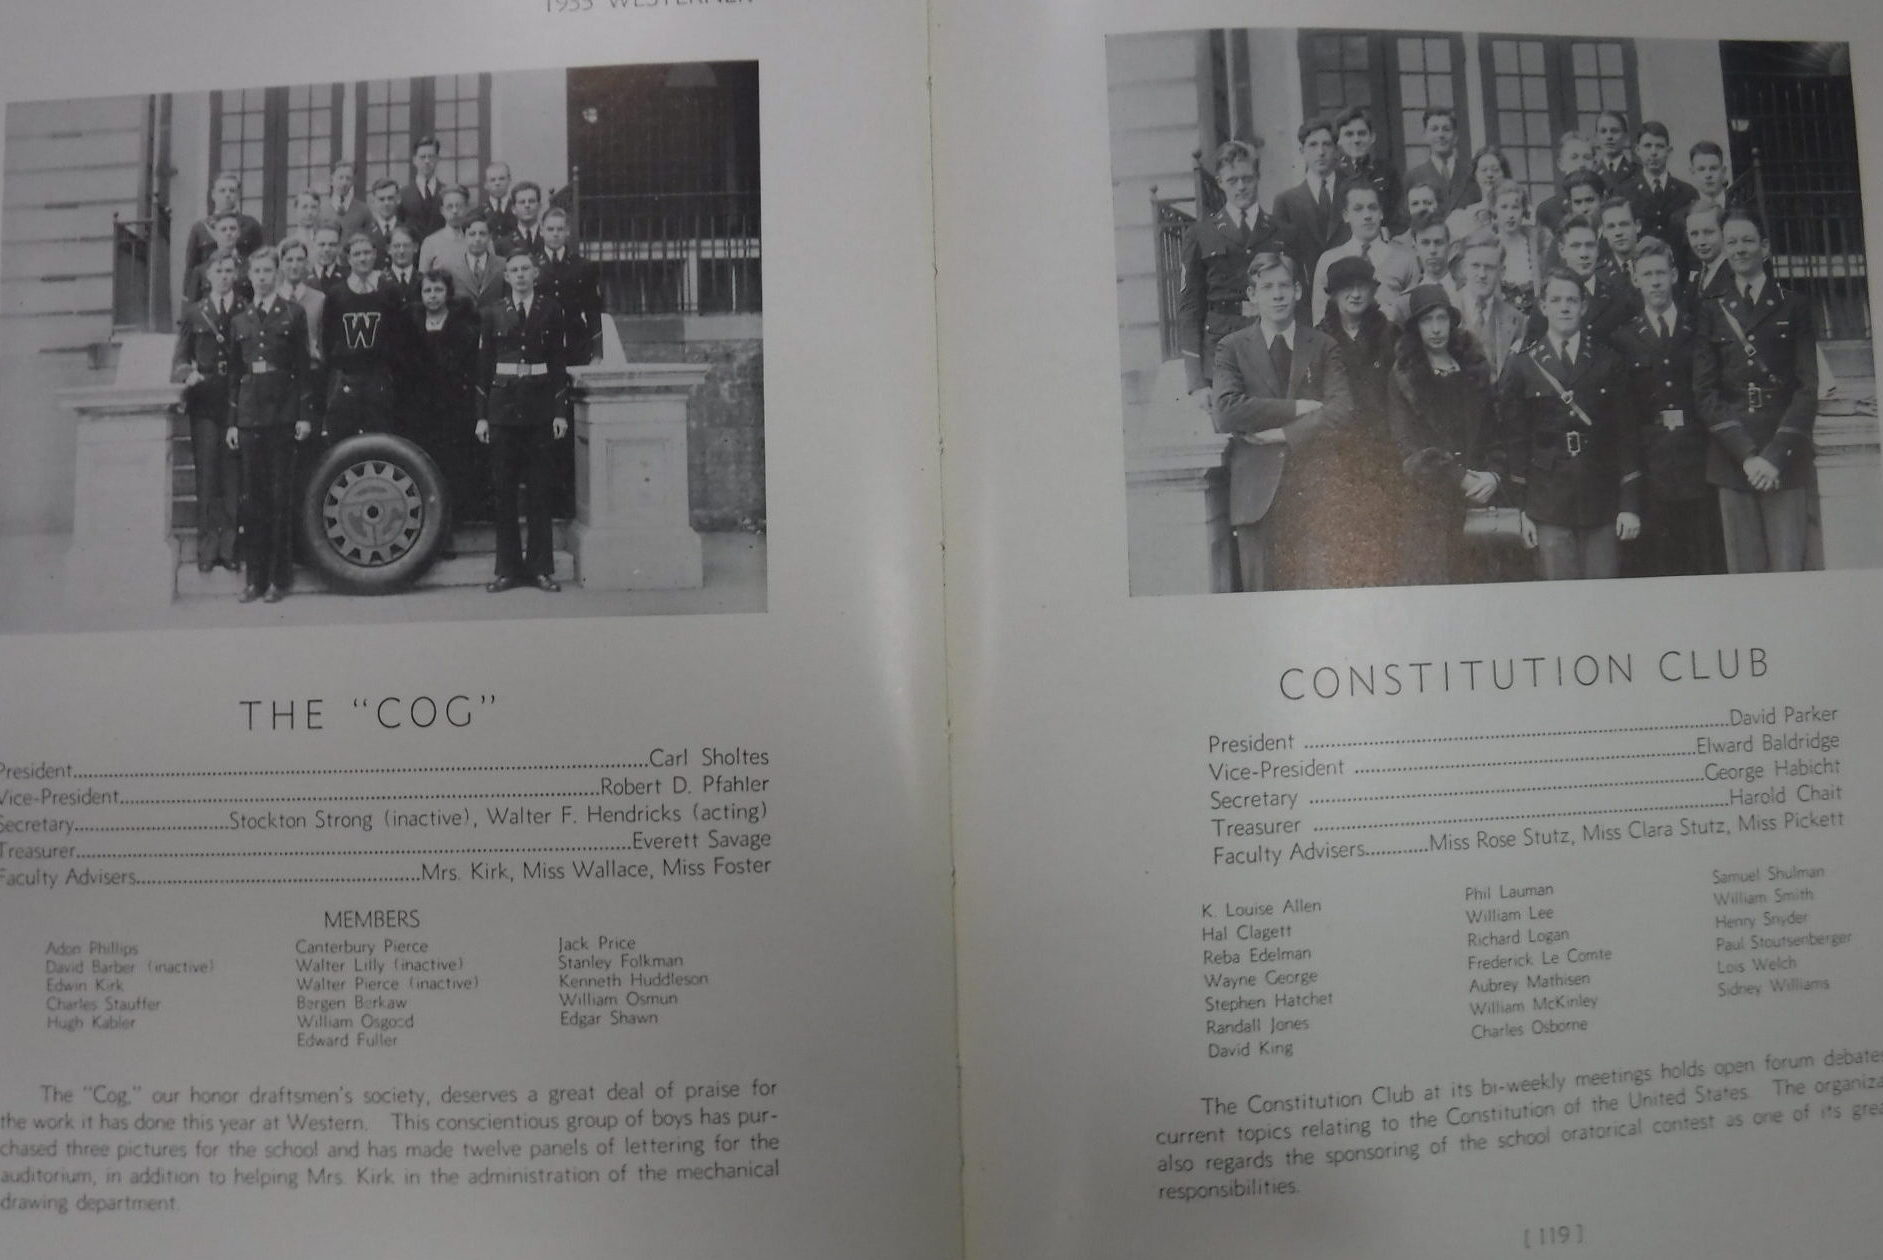 1933 WESTERNER
W
THE "COG"
President Carl Sholtes
Vice-President Robert D. Pfahler
Secretary Stockton Strong (inactive), Walter F. Hendricks (acting)
Treasurer Everett Savage
Faculty Advisers Mrs. Kirk, Miss Wallace, Miss Foster
MEMBERS
Adon Phillips
David Barber (inactive)
Edwin Kirk
Charles Stauffer
Hugh Kabler
Canterbury Pierce
Walter Lilly (inactive)
Walter Pierce (inactive)
Bergen Borkaw
William Osgood
Edward Fuller
Jack Price
Stanley Folkman
Kenneth Huddleson
William Osmun
Edgar Shawn
The "Cog," our honor draftsmen's society, deserves a great deal of praise for
the work it has done this year at Western. This conscientious group of boys has pur-
chased three pictures for the school and has made twelve panels of lettering for the
auditorium, in addition to helping Mrs. Kirk in the administration of the mechanical
drawing department.
CONSTITUTION CLUB
President David Parker
Vice-President Elward Baldridge
Secretary George Habicht
Treasurer Harold Chait
Faculty Advisers Miss Rose Stutz, Miss Clara Stutz, Miss Pickett
K. Louise Allen
Hal Clagett
Reba Edelman
Wayne George
Stephen Hatchet
Randall Jones
David King
Phil Lauman
William Lee
Richard Logan
Frederick Le Comte
Aubrey Mathisen
William McKinley
Charles Osborne
Samuel Shulman
William Smith
Henry Snyder
Paul Stoutsenberger
Lois Welch
Sidney Williams
The Constitution Club at its bi-weekly meetings holds open forum debates
current topics relating to the Constitution of the United States. The organiza
also regards the sponsoring of the school oratorical contest as one of its grea
responsibilities.
[119]